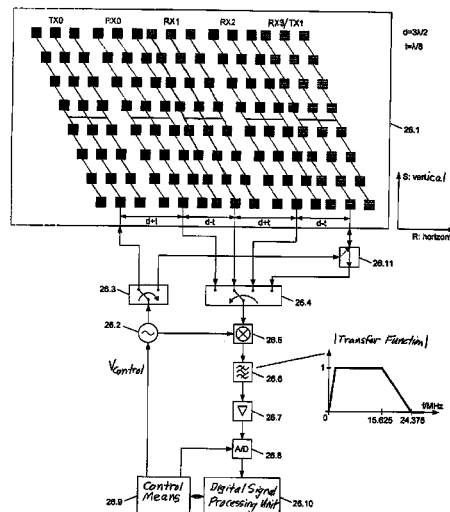 TX0 RX0 RX1 RX2 RX3/TX1
d=3λ/2
t=λ/8
26.1
S: vertical
R: horizont
d+t d-t d+t d-t
26.11
26.3
26.4
26.2
26.5
|Transfer Function|
26.6
Vcontrol
1
f/MHz
0
15.625 24.375
26.7
A/D
26.8
Control
Means
Digital Signal
Processing Unit
26.9
26.10